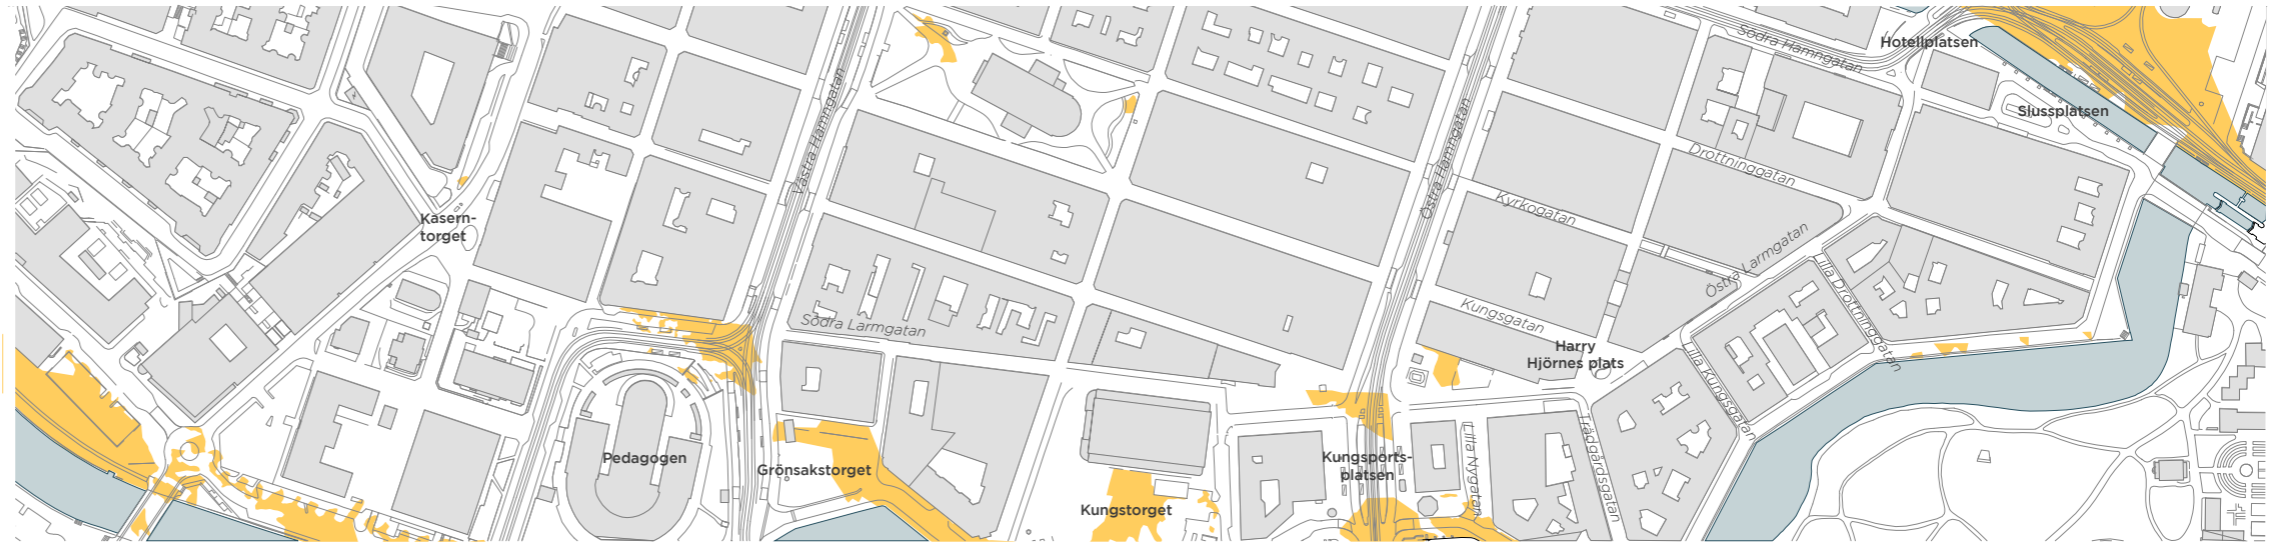 Södra Hamngatan
Hotellplatsen
Västra Hamngatan
Östra Hamngatan
Slussplatsen
Drottninggatan
Kyrkogatan
Kasern-
torget
Östra Larmgatan
Lilla Drottninggatan
Södra Larmgatan
Kungsgatan
Harry
Hjörnes plats
Lilla Kungsgatan
Pedagogen
Grönsakstorget
Kungsports-
platsen
Lilla Nygatan
Trädgårdsgatan
Kungstorget